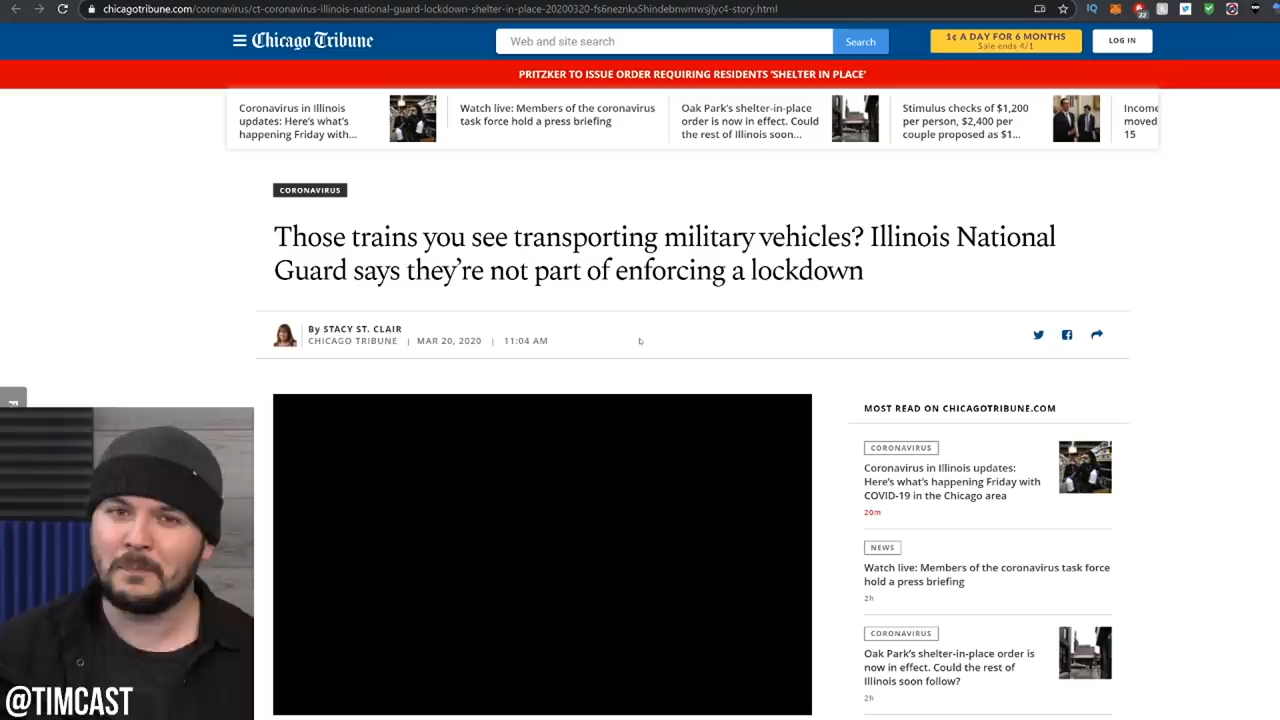 chicagotribune.com/coronavirus/ct-coronavirus-illinois-national-guard-lockdown-shelter-in-place-20200320-fs6neznkx5hindebnwmwsjlyc4-story.html
IQ
22
Chicago Tribune
Web and site search
Search
1¢ A DAY FOR 6 MONTHS
Sale ends 4/1
LOG IN
PRITZKER TO ISSUE ORDER REQUIRING RESIDENTS ‘SHELTER IN PLACE’
Coronavirus in Illinois
updates: Here’s what’s
happening Friday with...
Watch live: Members of the coronavirus
task force hold a press briefing
Oak Park’s shelter-in-place
order is now in effect. Could
the rest of Illinois soon...
Stimulus checks of $1,200
per person, $2,400 per
couple proposed as $1...
Income
moved
15
CORONAVIRUS
Those trains you see transporting military vehicles? Illinois National
Guard says they’re not part of enforcing a lockdown
By STACY ST. CLAIR
CHICAGO TRIBUNE | MAR 20, 2020 | 11:04 AM
MOST READ ON CHICAGOTRIBUNE.COM
CORONAVIRUS
Coronavirus in Illinois updates:
Here’s what’s happening Friday with
COVID-19 in the Chicago area
20m
NEWS
Watch live: Members of the coronavirus task force
hold a press briefing
2h
CORONAVIRUS
Oak Park’s shelter-in-place order is
now in effect. Could the rest of
Illinois soon follow?
2h
@TIMCAST